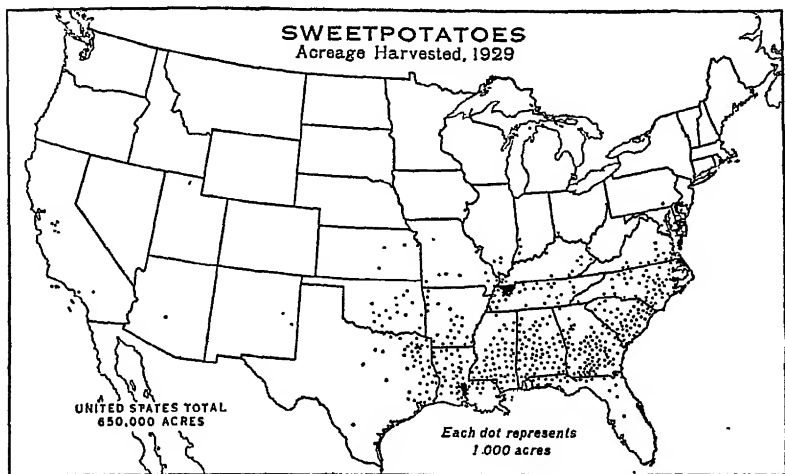 SWEETPOTATOES
Acreage Harvested, 1929
UNITED STATES TOTAL
650,000 ACRES
Each dot represents
1.000 acres